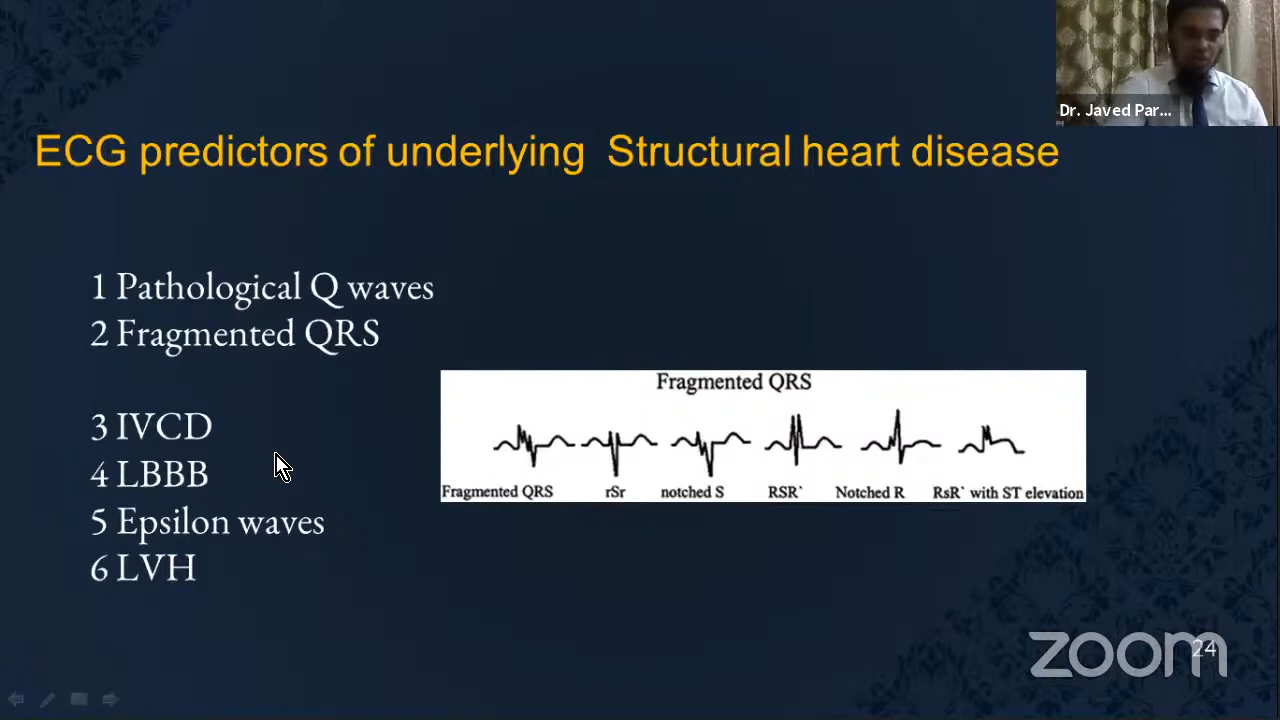 Dr. Javed Par...
ECG predictors of underlying Structural heart disease
1 Pathological Q waves
2 Fragmented QRS
3 IVCD
4 LBBB
5 Epsilon waves
6 LVH
Fragmented QRS
Fragmented QRS rSr notched S RSR` Notched R RsR` with ST elevation
24
zoom